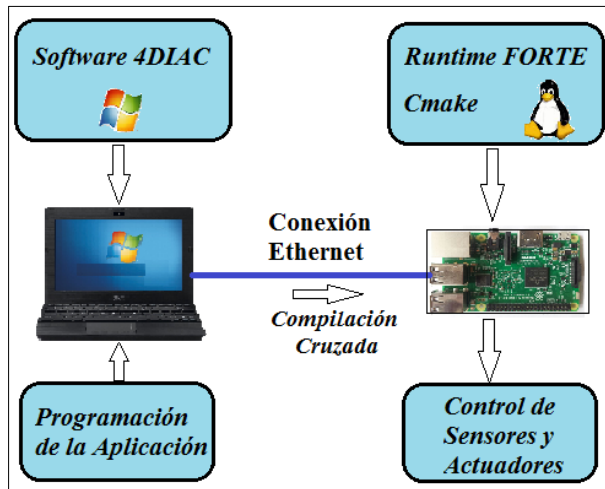 Software 4DIAC
Runtime FORTE
Cmake
Conexión
Ethernet
Compilación
Cruzada
Programación
de la Aplicación
Control de
Sensores y
Actuadores